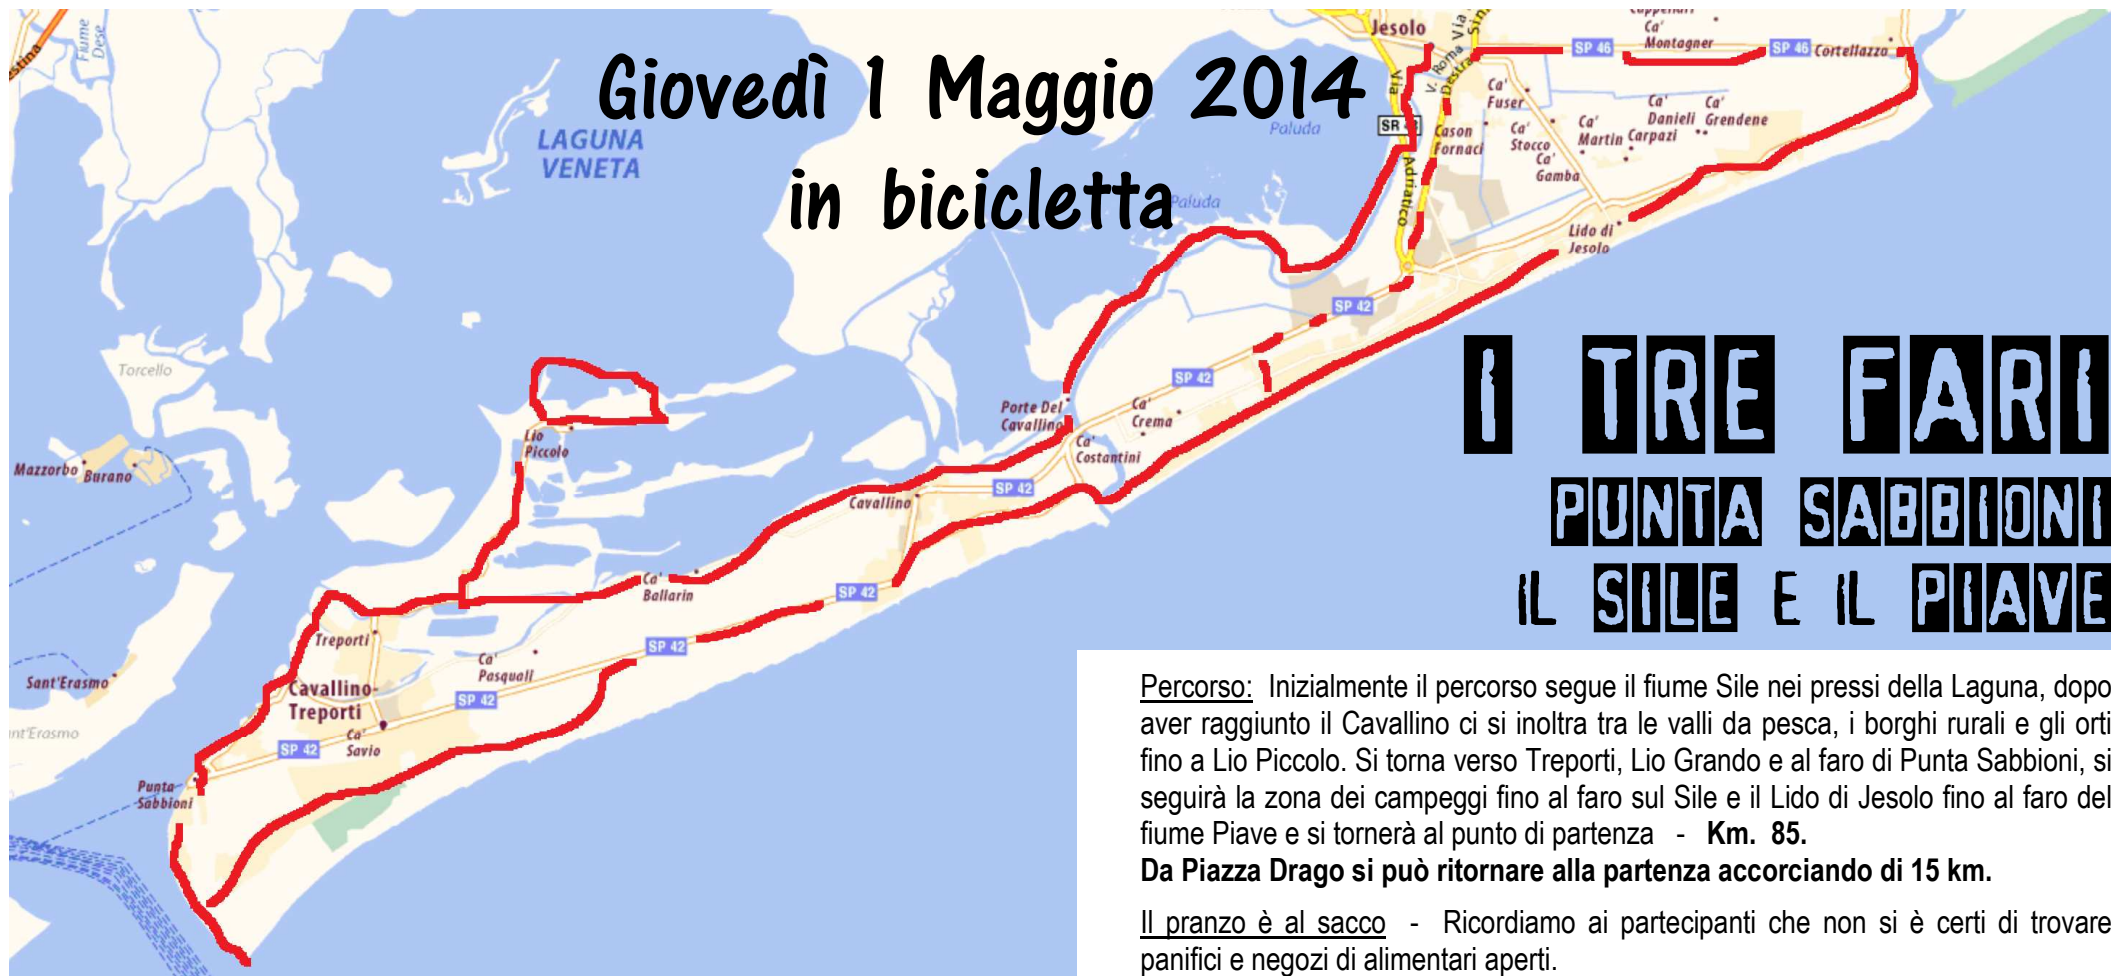 Giovedì 1 Maggio 2014
in bicicletta
I TRE FARI
PUNTA SABBIONI
IL SILE E IL PIAVE
Percorso: Inizialmente il percorso segue il fiume Sile nei pressi della Laguna, dopo
aver raggiunto il Cavallino ci si inoltra tra le valli da pesca, i borghi rurali e gli orti
fino a Lio Piccolo. Si torna verso Treporti, Lio Grando e al faro di Punta Sabbioni, si
seguirà la zona dei campeggi fino al faro sul Sile e il Lido di Jesolo fino al faro del
fiume Piave e si tornerà al punto di partenza - Km. 85.
Da Piazza Drago si può ritornare alla partenza accorciando di 15 km.
Il pranzo è al sacco - Ricordiamo ai partecipanti che non si è certi di trovare
panifici e negozi di alimentari aperti.
Fiume
Dese
LAGUNA
VENETA
Paluda
Paluda
Jesolo
Via
V. Roma
Destra
Via
Adriatico
SR
SP 46
SP 46
Ca'
Montagner
Cortellazzo
Ca'
Fuser
Cason
Fornaci
Ca'
Stocco
Ca'
Gamba
Ca'
Martin
Carpazi
Ca'
Danieli
Ca'
Grendene
Lido di
Jesolo
SP 42
SP 42
Ca'
Crema
Porte Del
Cavallino
Ca'
Costantini
SP 42
Cavallino
SP 42
Torcello
Mazzorbo
Burano
Lio
Piccolo
Ca'
Ballarin
SP 42
Treporti
Ca'
Pasquali
SP 42
Cavallino-
Treporti
Ca'
Savio
SP 42
Sant'Erasmo
nt'Erasmo
Punta
Sabbioni